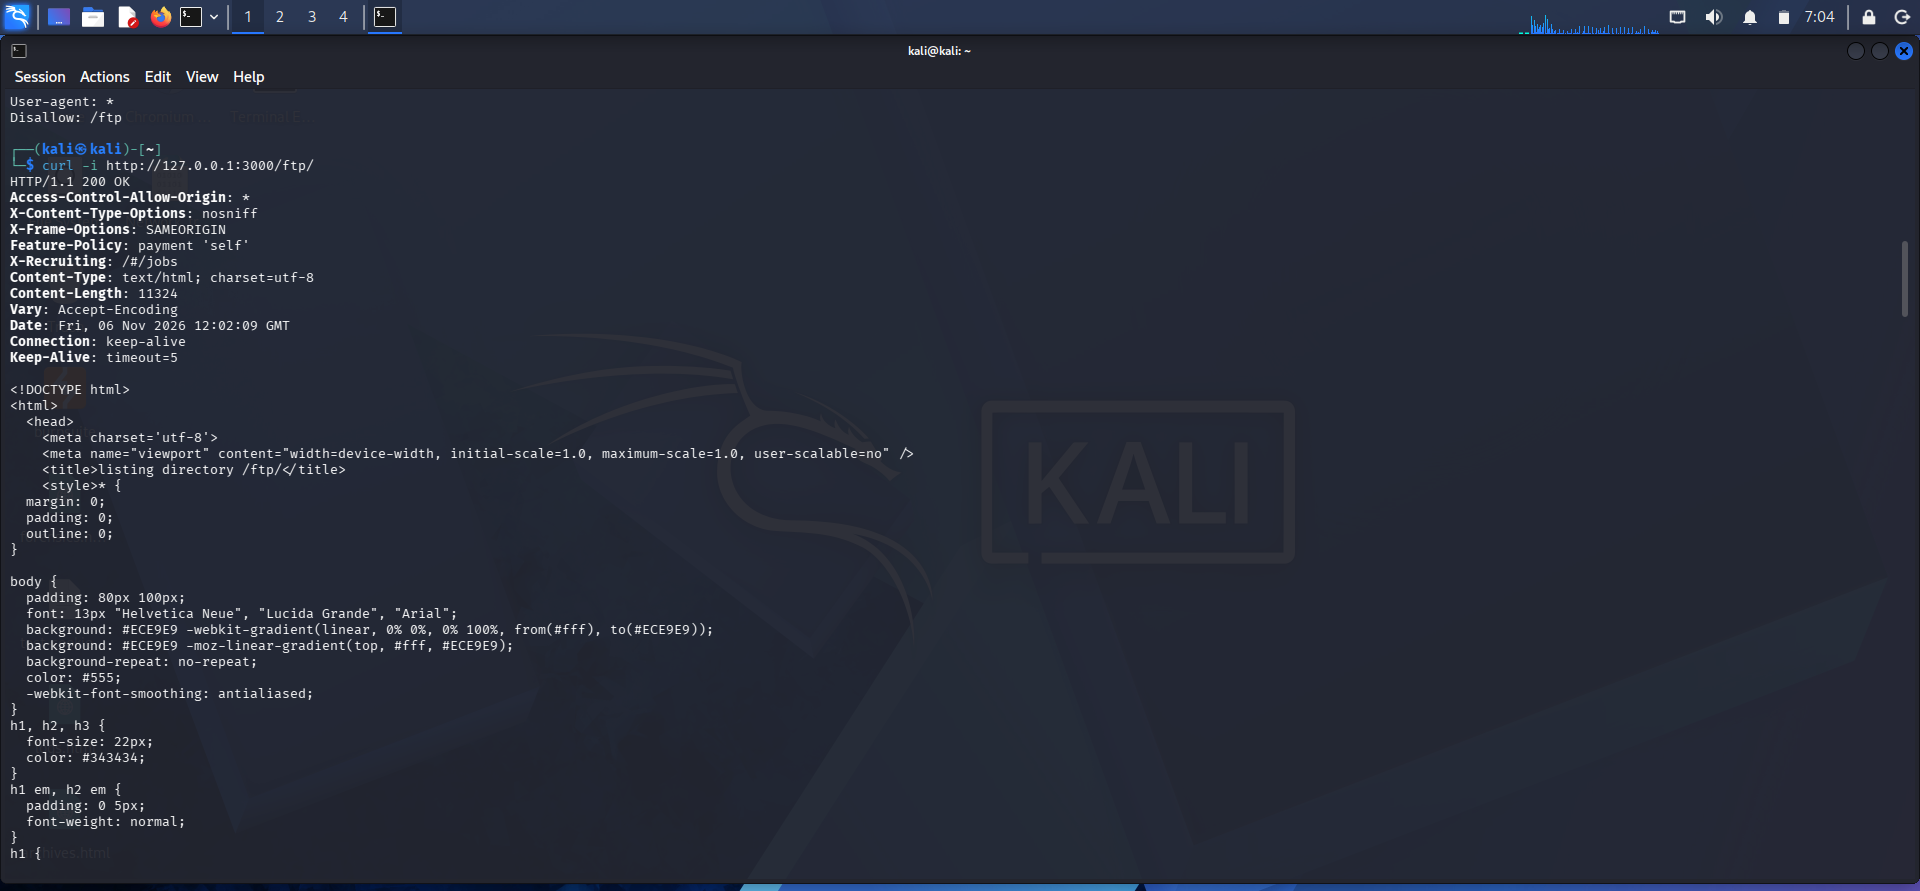 1 2 3 4 7:04
kali@kali: ~
Session Actions Edit View Help
User-agent: *
Disallow: /ftp
┌──(kali㉿kali)-[~]
└─$ curl -i http://127.0.0.1:3000/ftp/
HTTP/1.1 200 OK
Access-Control-Allow-Origin: *
X-Content-Type-Options: nosniff
X-Frame-Options: SAMEORIGIN
Feature-Policy: payment 'self'
X-Recruiting: /#/jobs
Content-Type: text/html; charset=utf-8
Content-Length: 11324
Vary: Accept-Encoding
Date: Fri, 06 Nov 2026 12:02:09 GMT
Connection: keep-alive
Keep-Alive: timeout=5
<!DOCTYPE html>
<html>
  <head>
    <meta charset='utf-8'>
    <meta name="viewport" content="width=device-width, initial-scale=1.0, maximum-scale=1.0, user-scalable=no" />
    <title>listing directory /ftp/</title>
    <style>* {
  margin: 0;
  padding: 0;
  outline: 0;
}
body {
  padding: 80px 100px;
  font: 13px "Helvetica Neue", "Lucida Grande", "Arial";
  background: #ECE9E9 -webkit-gradient(linear, 0% 0%, 0% 100%, from(#fff), to(#ECE9E9));
  background: #ECE9E9 -moz-linear-gradient(top, #fff, #ECE9E9);
  background-repeat: no-repeat;
  color: #555;
  -webkit-font-smoothing: antialiased;
}
h1, h2, h3 {
  font-size: 22px;
  color: #343434;
}
h1 em, h2 em {
  padding: 0 5px;
  font-weight: normal;
}
h1 {
KALI